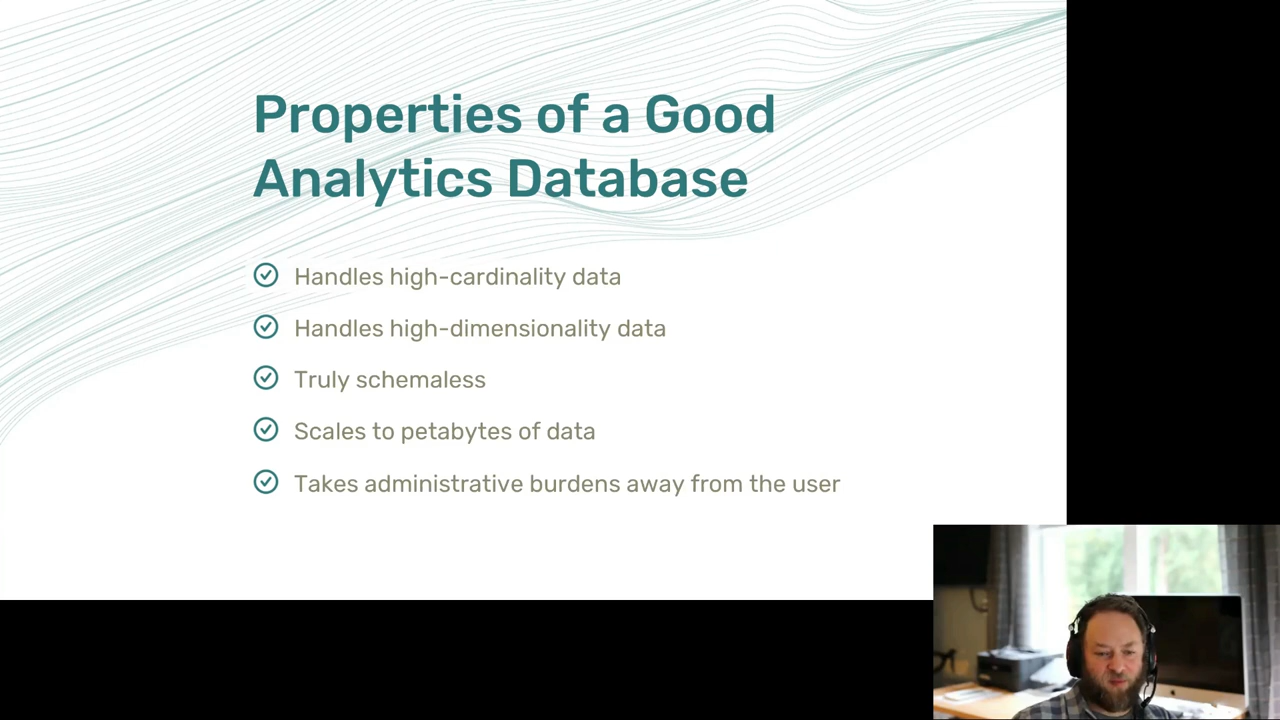 Properties of a Good
Analytics Database
Handles high-cardinality data
Handles high-dimensionality data
Truly schemaless
Scales to petabytes of data
Takes administrative burdens away from the user